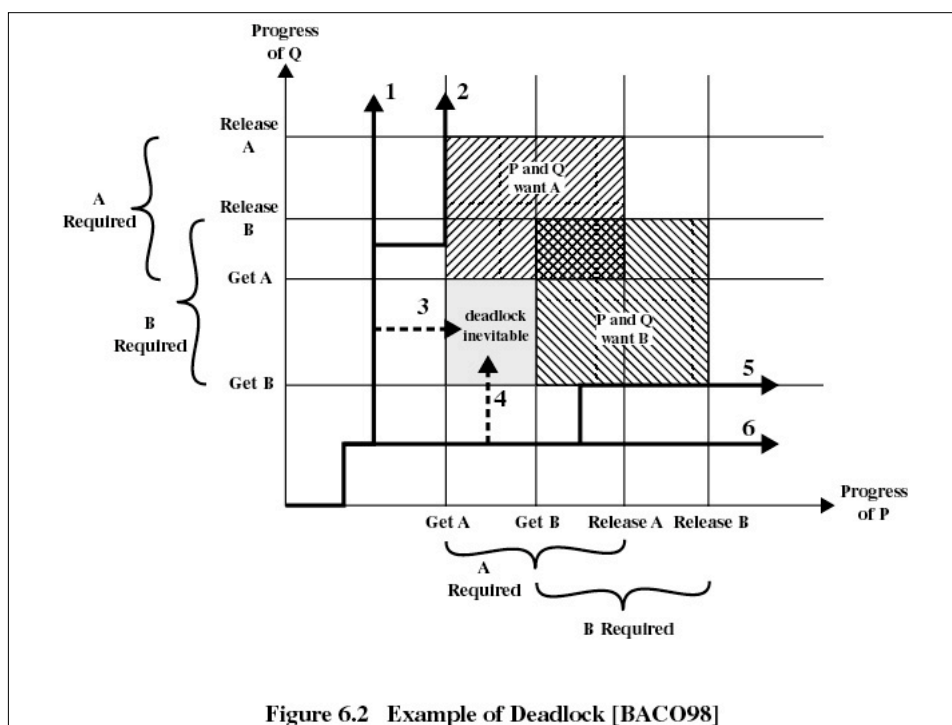 Progress
of Q
1
2
Release
A
P and Q
want A
A
Required
Release
B
Get A
3
deadlock
inevitable
P and Q
want B
B
Required
Get B
4
5
6
Progress
of P
Get A
Get B
Release A
Release B
A
Required
B Required
Figure 6.2 Example of Deadlock [BACO98]